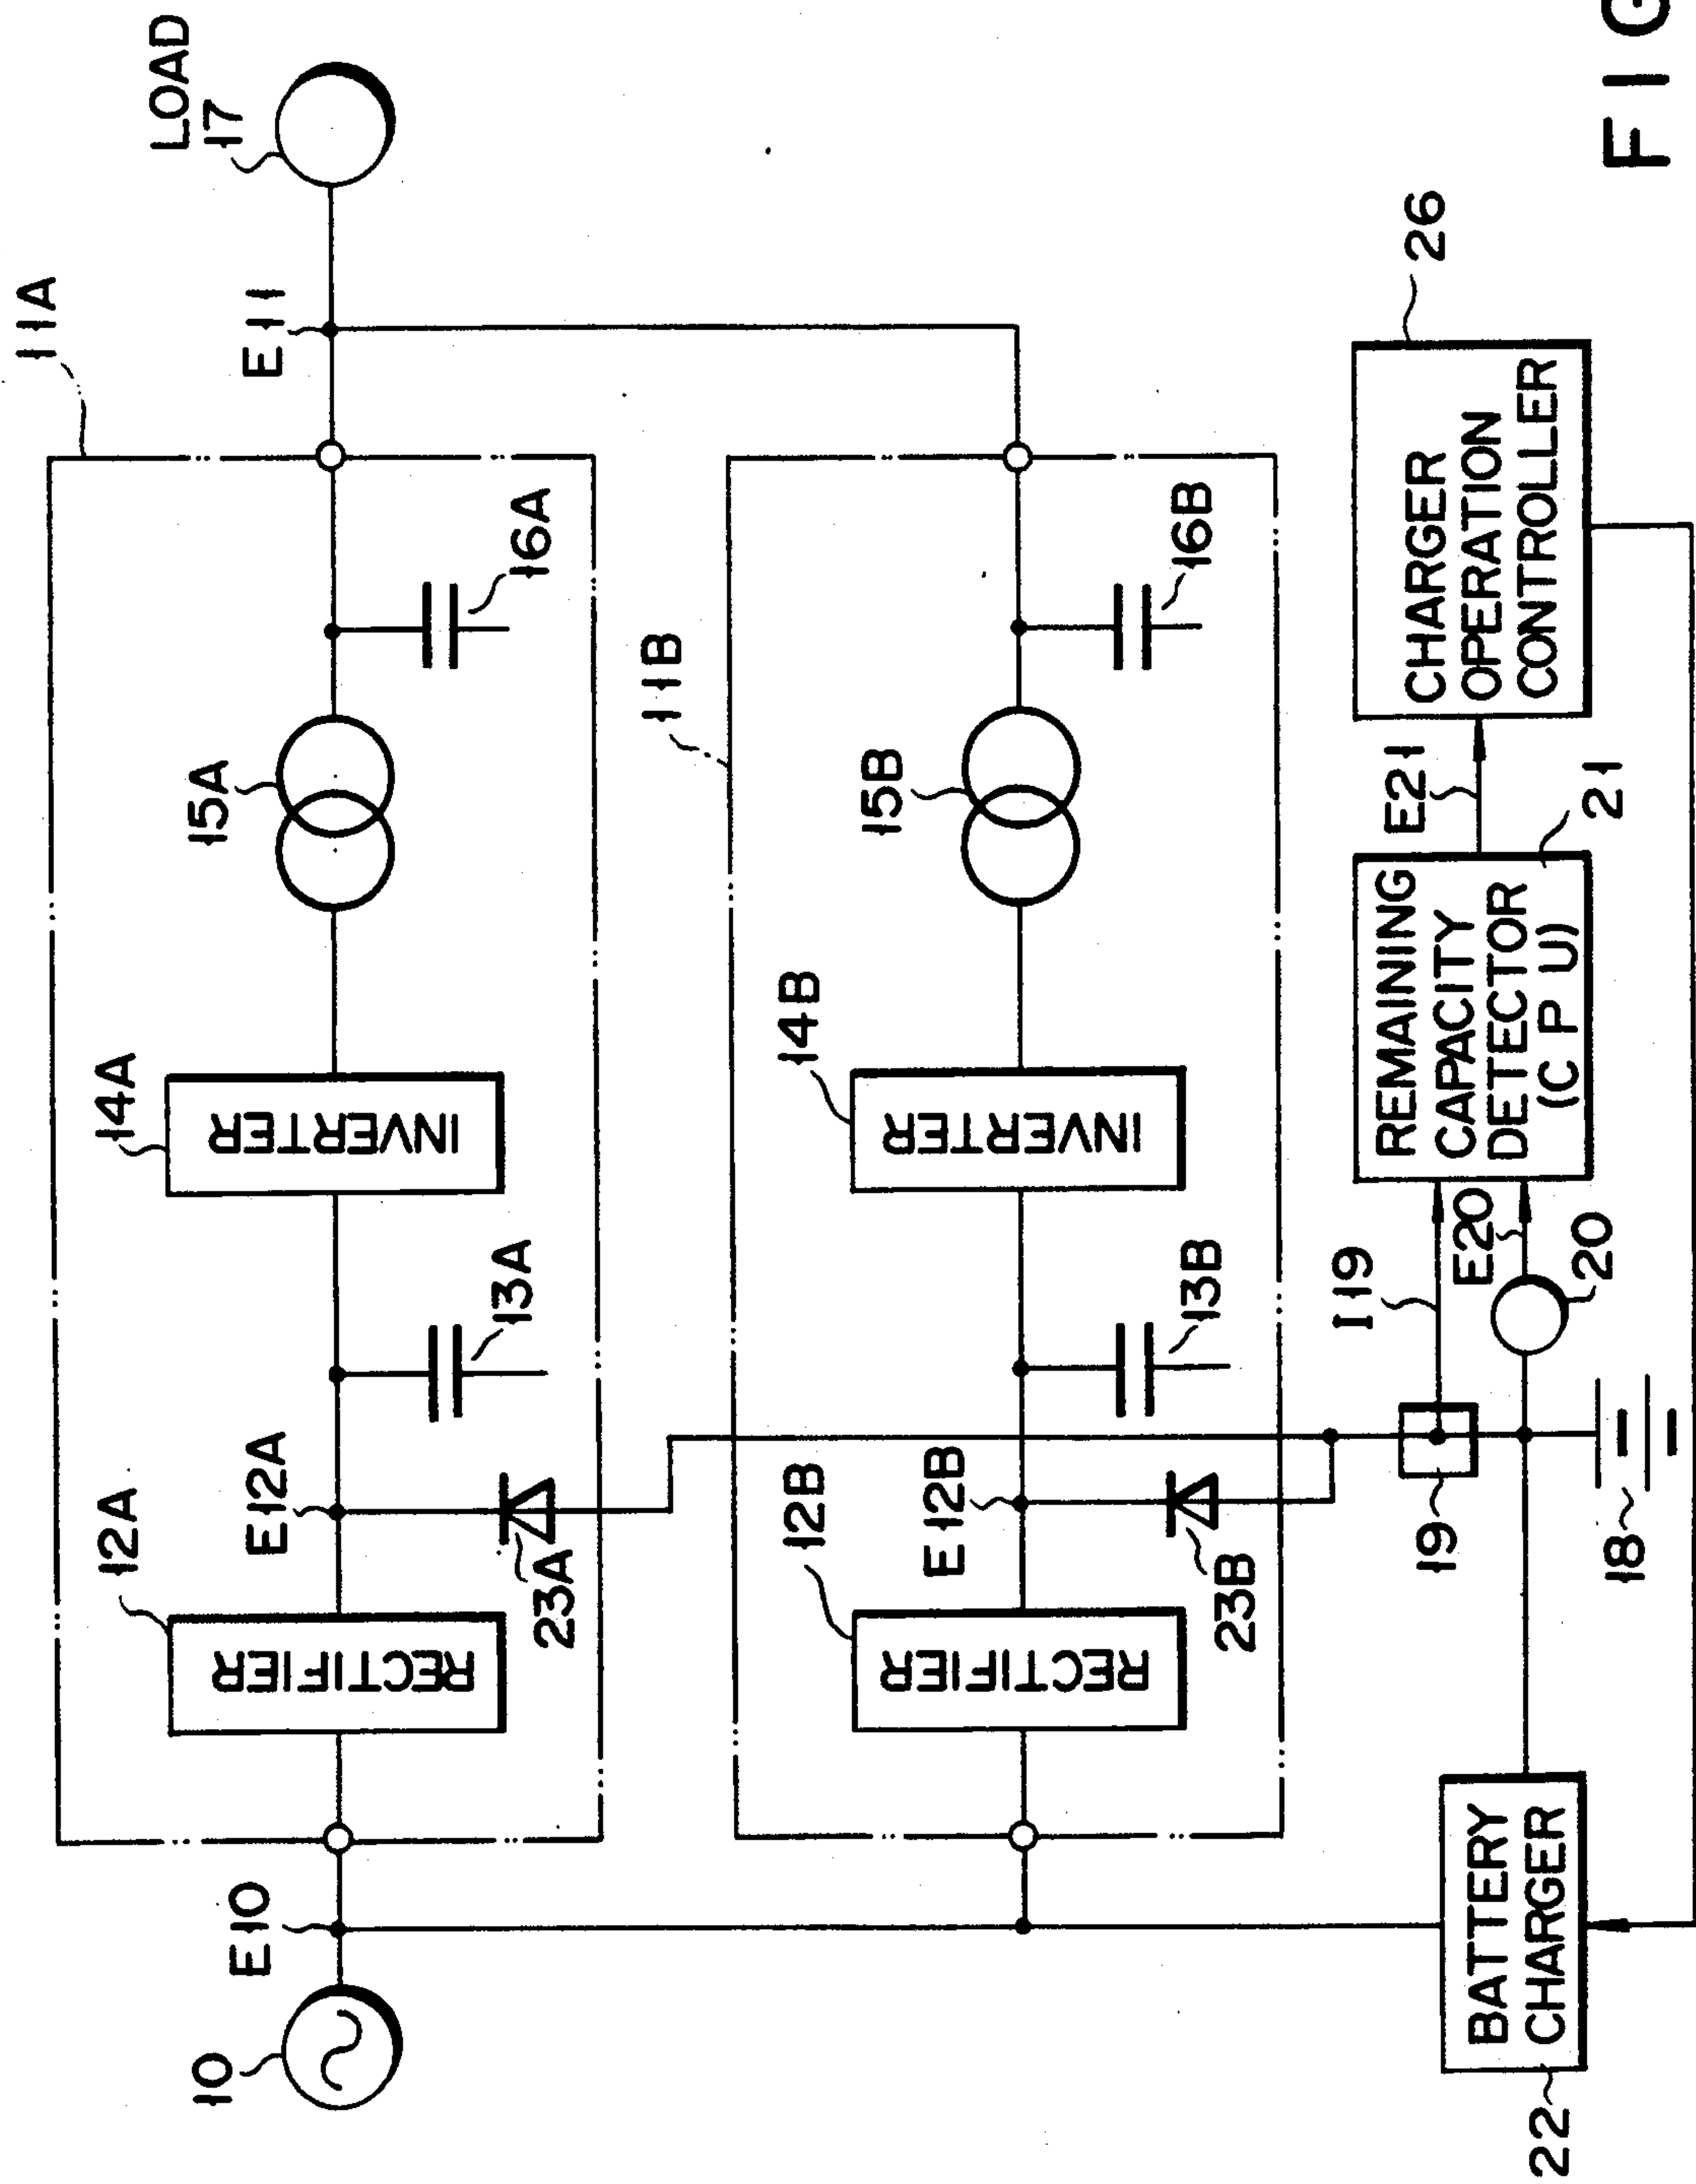 11A
LOAD
17
E11
15A
16A
14A
INVERTER
13A
E12A
12A
RECTIFIER
23A
E10
10
11B
15B
16B
14B
INVERTER
13B
E12B
12B
RECTIFIER
23B
26
CHARGER
OPERATION
CONTROLLER
E21
21
REMAINING
CAPACITY
DETECTOR
(CPU)
I19
E20
20
19
18
BATTERY
CHARGER
22
FIG